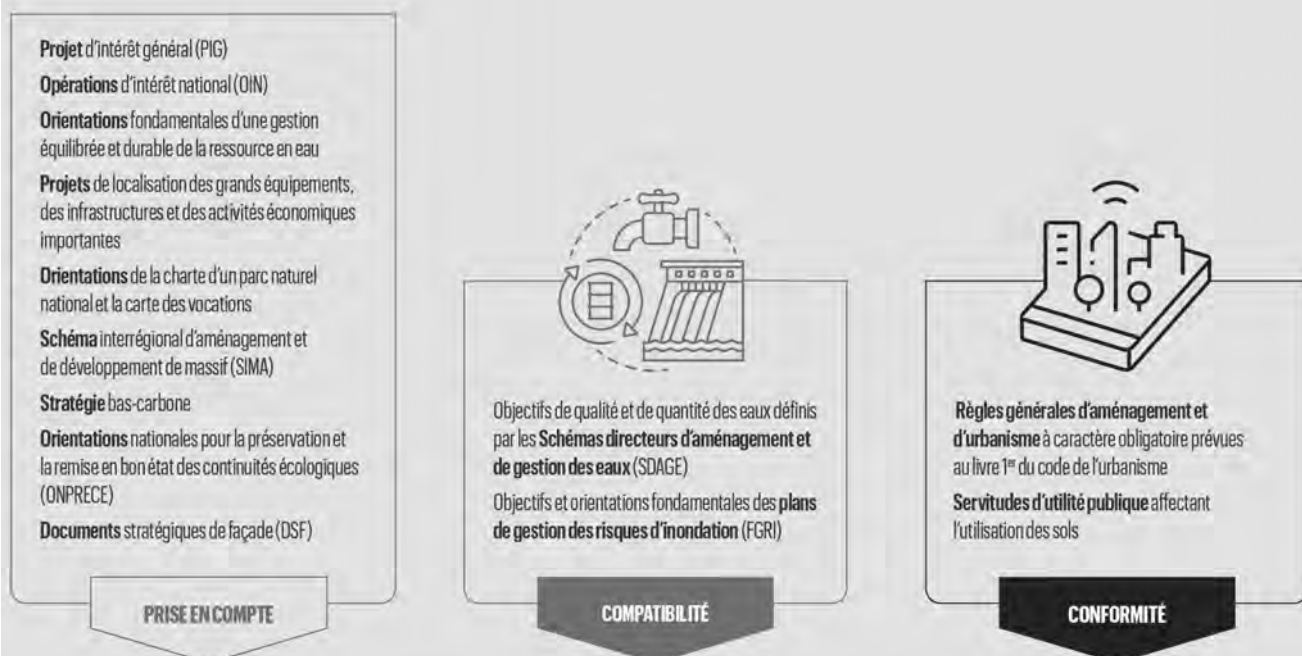 Projet d'intérêt général (PIG)
Opérations d'intérêt national (OIN)
Orientations fondamentales d'une gestion
équilibrée et durable de la ressource en eau
Projets de localisation des grands équipements,
des infrastructures et des activités économiques
importantes
Orientations de la charte d'un parc naturel
national et la carte des vocations
Schéma interrégional d'aménagement et
de développement de massif (SIMA)
Stratégie bas-carbone
Orientations nationales pour la préservation et
la remise en bon état des continuités écologiques
(ONPRECE)
Documents stratégiques de façade (DSF)
PRISE EN COMPTE
Objectifs de qualité et de quantité des eaux définis
par les Schémas directeurs d'aménagement et
de gestion des eaux (SDAGE)
Objectifs et orientations fondamentales des plans
de gestion des risques d'inondation (FGRI)
COMPATIBILITÉ
Règles générales d'aménagement et
d'urbanisme à caractère obligatoire prévues
au livre 1er du code de l'urbanisme
Servitudes d'utilité publique affectant
l'utilisation des sols
CONFORMITÉ